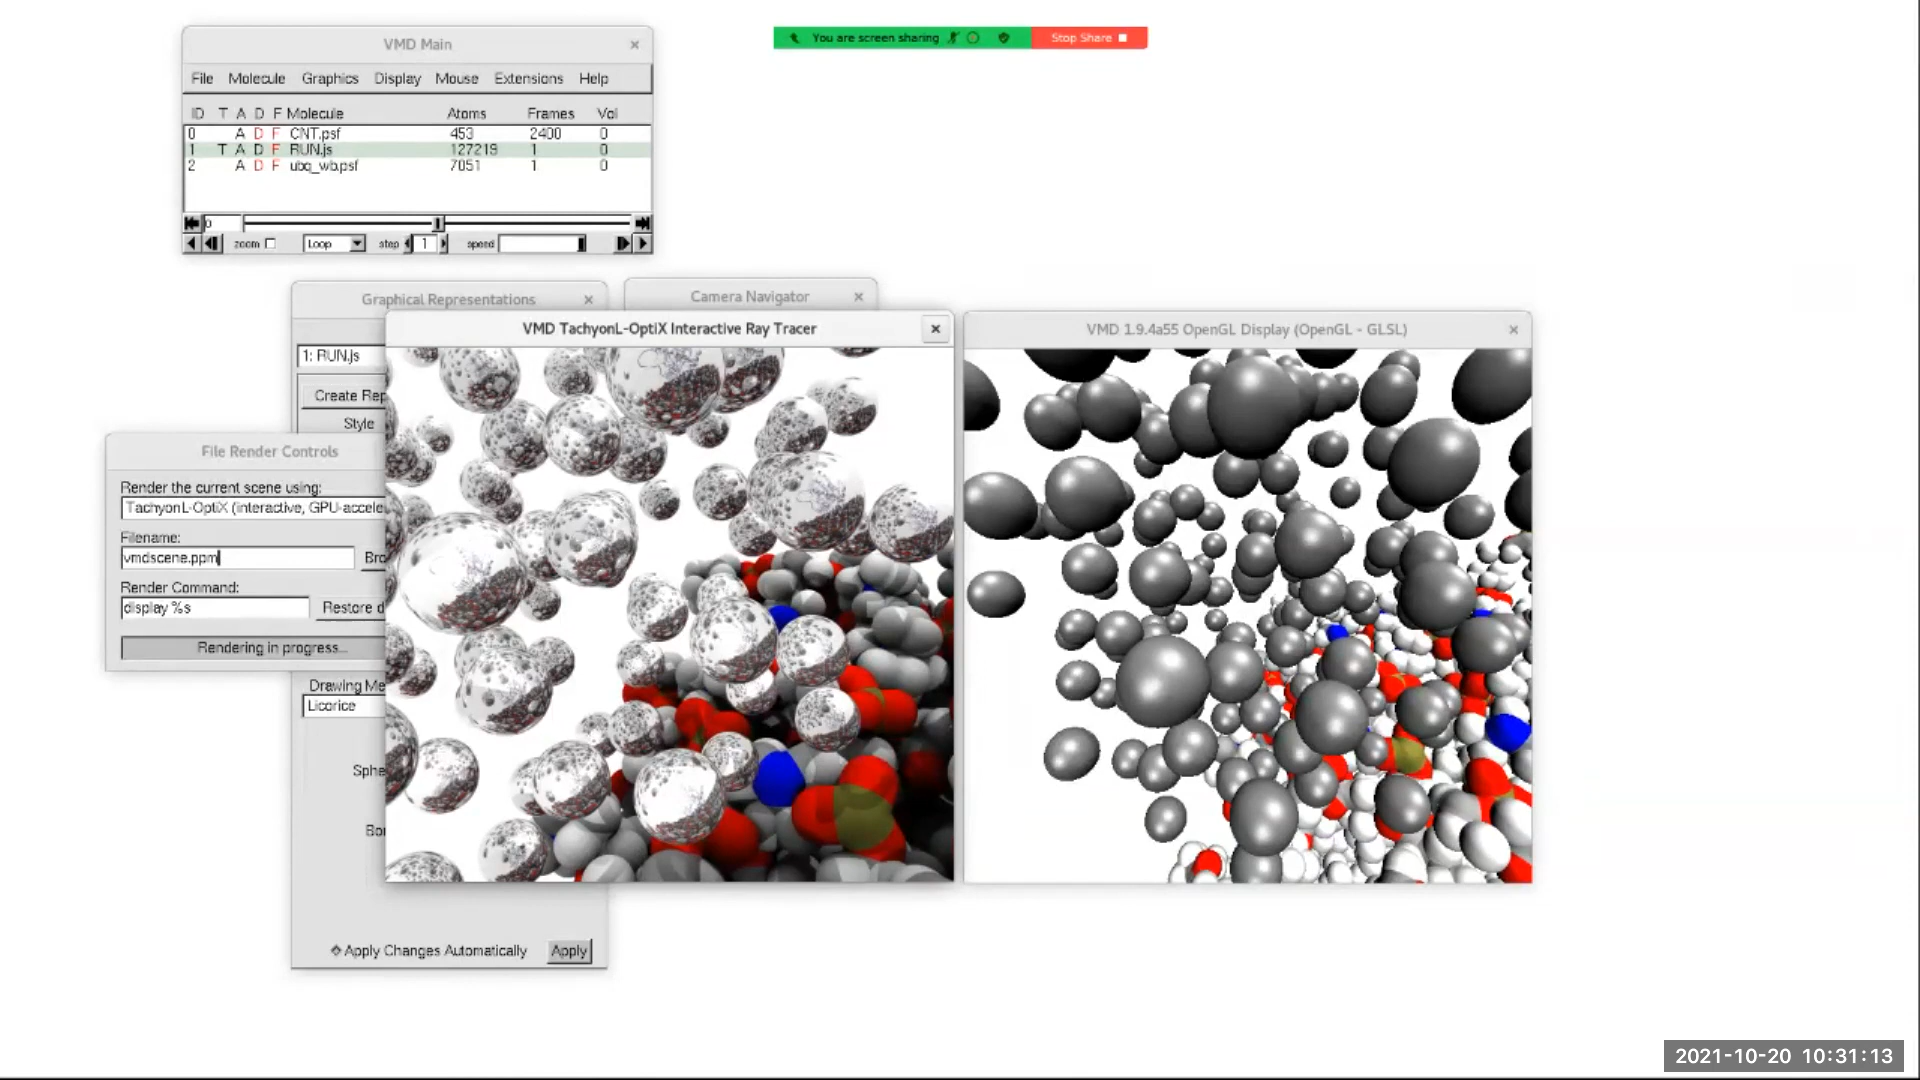 VMD Main
You are screen sharing
Stop Share
File Molecule Graphics Display Mouse Extensions Help
ID T A D F Molecule Atoms Frames Vol
0 A D F CNT.psf 453 2400 0
1 T A D F RUN.js 127219 1 0
2 A D F ubq_wb.psf 7051 1 0
0
zoom Loop step 1 speed
Graphical Representations
Camera Navigator
VMD TachyonL-OptiX Interactive Ray Tracer
VMD 1.9.4a55 OpenGL Display (OpenGL - GLSL)
1: RUN.js
Create Rep
Style
File Render Controls
Render the current scene using:
TachyonL-OptiX (interactive, GPU-accele
Filename:
vmdscene.ppm
Bro
Render Command:
display %s
Restore d
Rendering in progress...
Drawing Me
Licorice
Sphe
Bo
Apply Changes Automatically Apply
2021-10-20 10:31:13